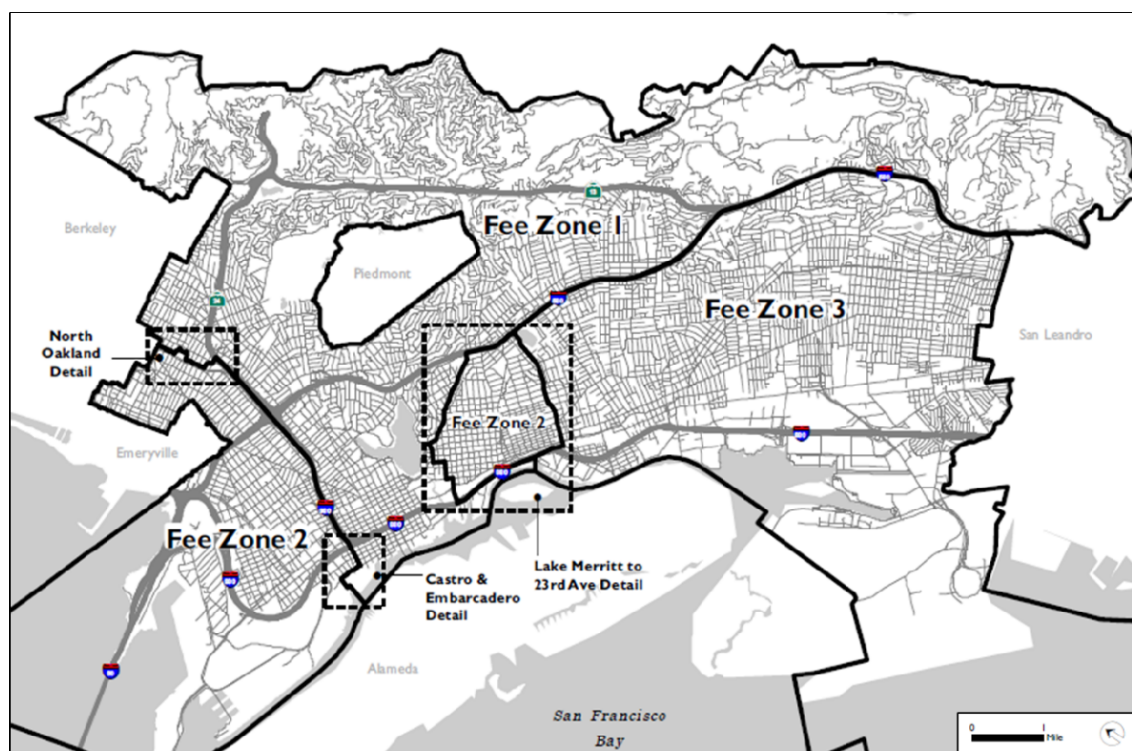 Berkeley
Fee Zone 1
Piedmont
Fee Zone 3
North
Oakland
Detail
San Leandro
Fee Zone 2
Emeryville
Fee Zone 2
Lake Merritt to
23rd Ave Detail
Castro &
Embarcadero
Detail
Alameda
San Francisco
Bay
0 1
Mile